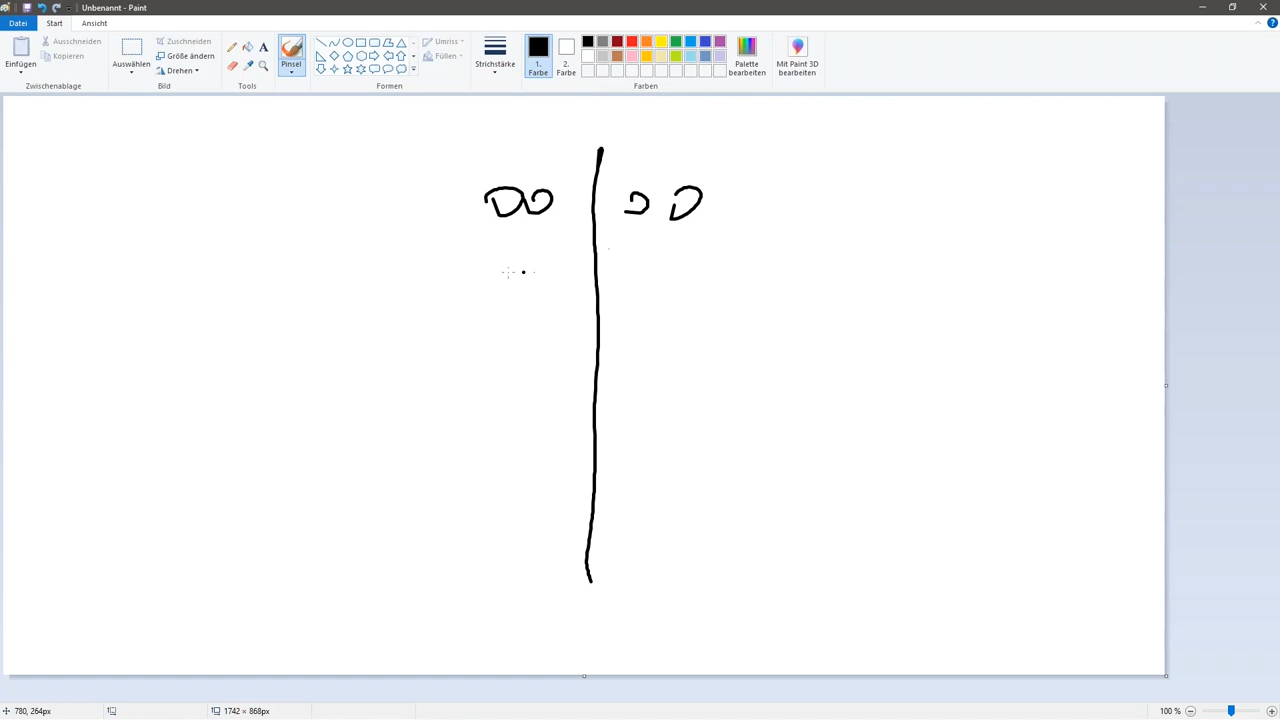 Unbenannt - Paint
Datei Start Ansicht
Einfügen
Ausschneiden
Kopieren
Zwischenablage
Auswählen
Zuschneiden
Größe ändern
Drehen
Bild
A
Tools
Pinsel
Umriss
Füllen
Formen
Strichstärke
1. Farbe
2. Farbe
Farben
Palette bearbeiten
Mit Paint 3D bearbeiten
780, 264px
1742 × 868px
100 %